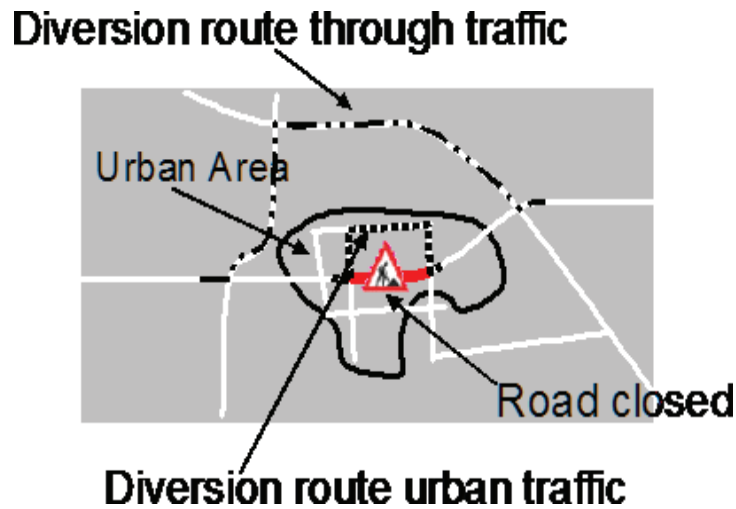 Diversion route through traffic
Urban Area
Road closed
Diversion route urban traffic